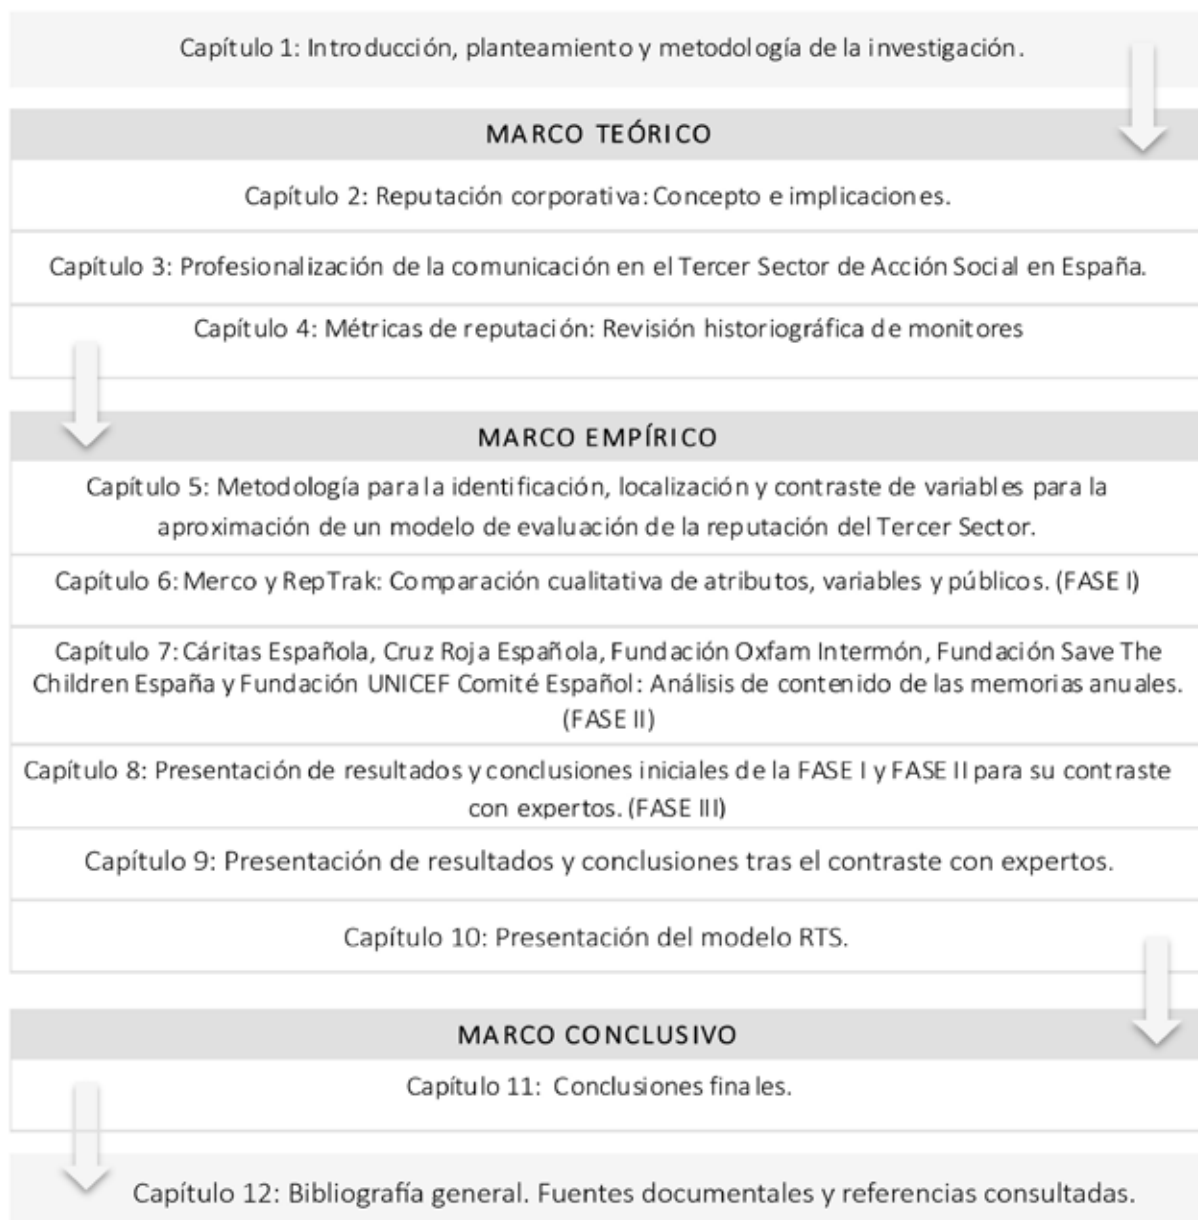 Capítulo 1: Introducción, planteamiento y metodología de la investigación.
MARCO TEÓRICO
Capítulo 2: Reputación corporativa: Concepto e implicaciones.
Capítulo 3: Profesionalización de la comunicación en el Tercer Sector de Acción Social en España.
Capítulo 4: Métricas de reputación: Revisión historiográfica de monitores
MARCO EMPÍRICO
Capítulo 5: Metodología para la identificación, localización y contraste de variables para la
aproximación de un modelo de evaluación de la reputación del Tercer Sector.
Capítulo 6: Merco y RepTrak: Comparación cualitativa de atributos, variables y públicos. (FASE I)
Capítulo 7: Cáritas Española, Cruz Roja Española, Fundación Oxfam Intermón, Fundación Save The
Children España y Fundación UNICEF Comité Español: Análisis de contenido de las memorias anuales.
(FASE II)
Capítulo 8: Presentación de resultados y conclusiones iniciales de la FASE I y FASE II para su contraste
con expertos. (FASE III)
Capítulo 9: Presentación de resultados y conclusiones tras el contraste con expertos.
Capítulo 10: Presentación del modelo RTS.
MARCO CONCLUSIVO
Capítulo 11: Conclusiones finales.
Capítulo 12: Bibliografía general. Fuentes documentales y referencias consultadas.